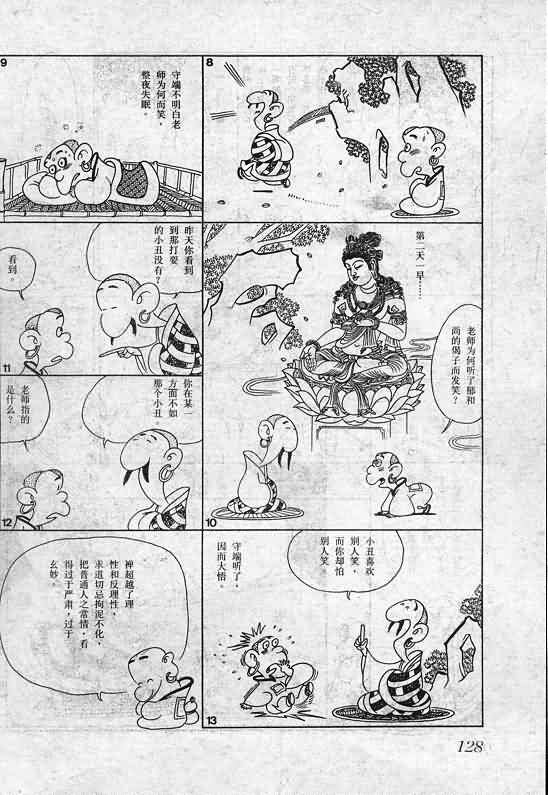 8
9
守端不明白老
师为何而笑，
整夜失眠。
第二天一早……
老师为何听了郁和
尚的偈子而发笑？
10
昨天你看到
到那打耍
的小丑没有？
看到。
11
你在某
方面不如
那个小丑。
老师指的
是什么？
12
小丑喜欢
别人笑，
而你却怕
别人笑。
守端听了，
因而大悟。
13
禅超越了理
性和反理性，
求道切忌拘泥不化，
把普通人之常情，看
得过于严肃，过于
玄妙。
128